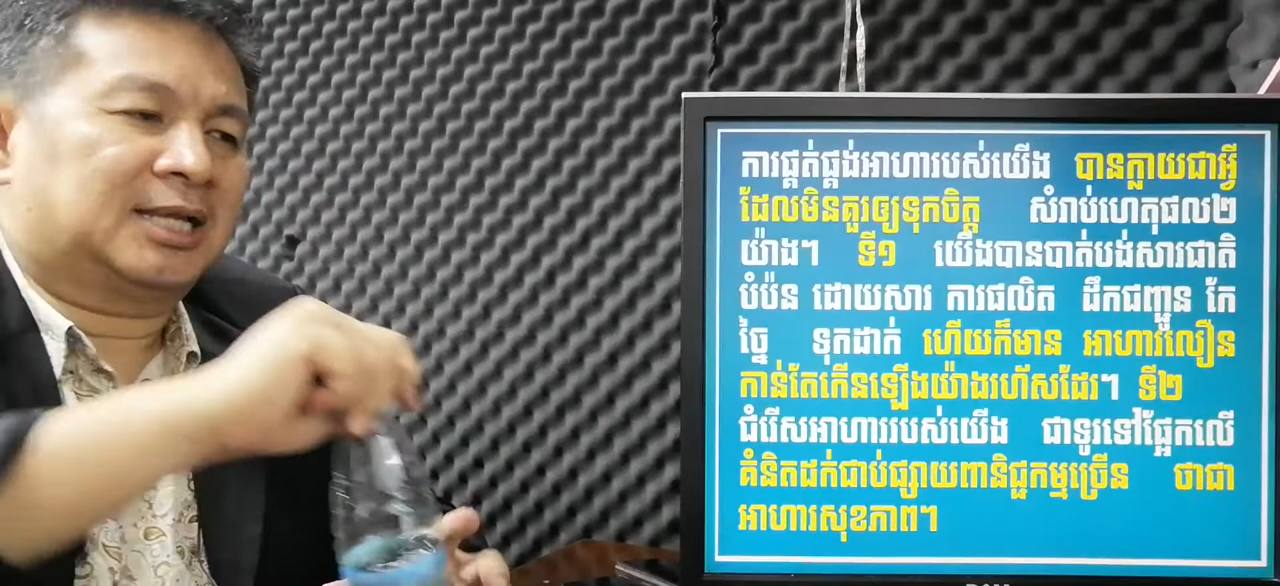 ការផ្គត់ផ្គង់អាហារបស់យើង បានក្លាយជាអ្វី
ដែលមិនគួរឲ្យទុកចិត្ត សំរាប់ហេតុផល២
យ៉ាង។ ទី១ យើងបានបាត់បង់សារជាតិ
បំប៉ន ដោយសារ ការផលិត ដឹកជញ្ជូន កែ
ច្នៃ ទុកដាក់ ហើយក៏មាន អាហារលឿន
កាន់តែកើនឡើងយ៉ាងរហ័សដែរ។ ទី២
ជំរើសអាហាររបស់យើង ជាទូរទៅផ្អែកលើ
គំនិតដក់ជាប់ផ្សាយពានិជ្ជកម្មច្រើន ថាជា
អាហារសុខភាព។